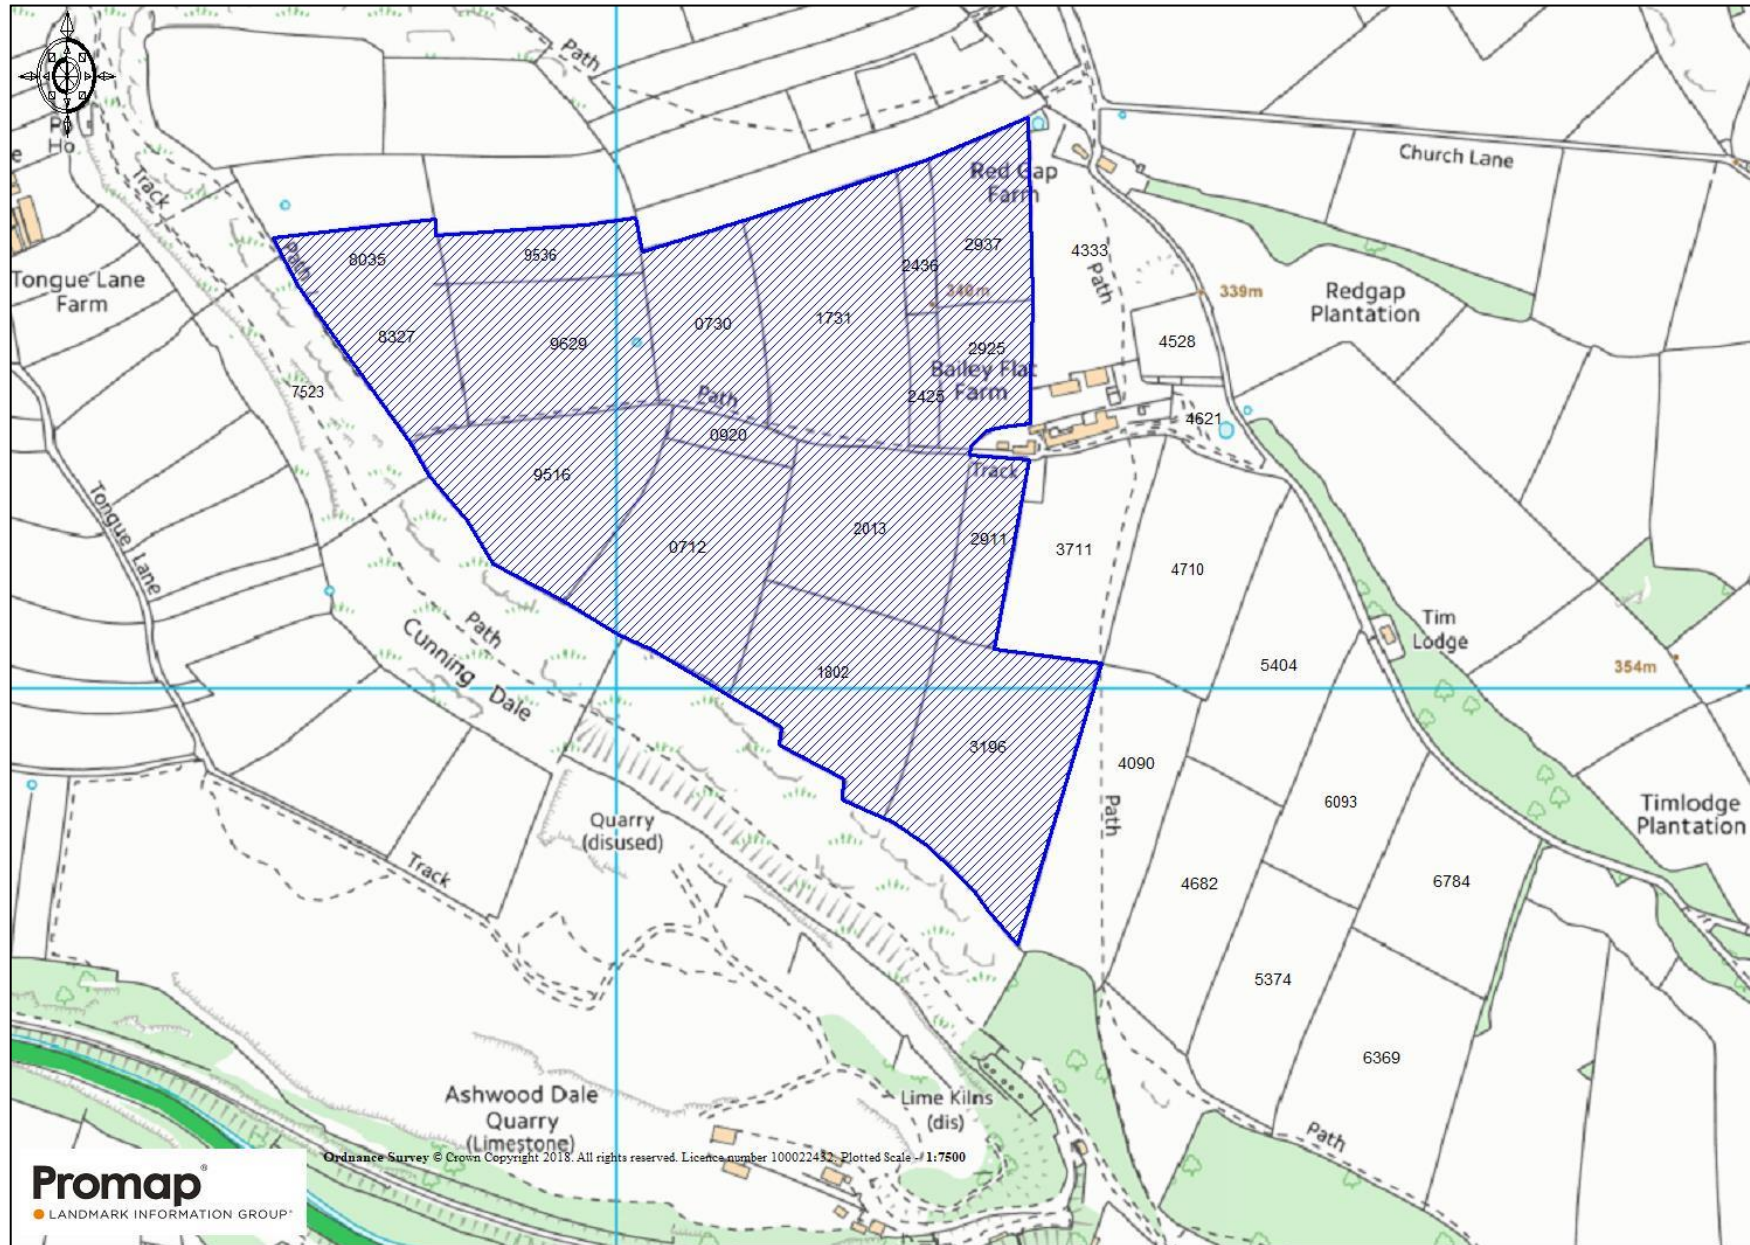 Path
Po
Ho
e
Track
Church Lane
Red Gap
Farm
8035
Path
9536
2937
4333
Path
2436
340m
339m
Redgap
Plantation
Tongue Lane
Farm
8327
9629
0730
1731
4528
2925
Bailey Flat
Farm
7523
Path
2425
4621
0920
Track
9516
2013
2911
0712
3711
4710
Tongue Lane
Path
Cunning Dale
Tim
Lodge
5404
354m
1802
3196
4090
Path
6093
Timlodge
Plantation
Quarry
(disused)
Track
4682
6784
5374
6369
Ashwood Dale
Quarry
(Limestone)
Lime Kilns
(dis)
Path
Ordnance Survey © Crown Copyright 2018. All rights reserved. Licence number 100022432. Plotted Scale - 1:7500
Promap®
LANDMARK INFORMATION GROUP®